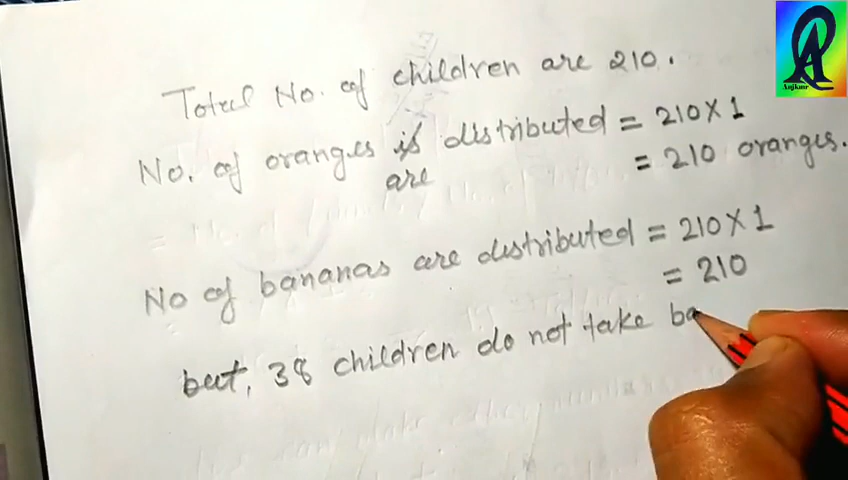 Total No. of children are 210.
No. of oranges is distributed = 210 X 1
are
= 210 oranges.
No of bananas are distributed = 210 X 1
= 210
but, 38 children do not take ba
Anjkmr